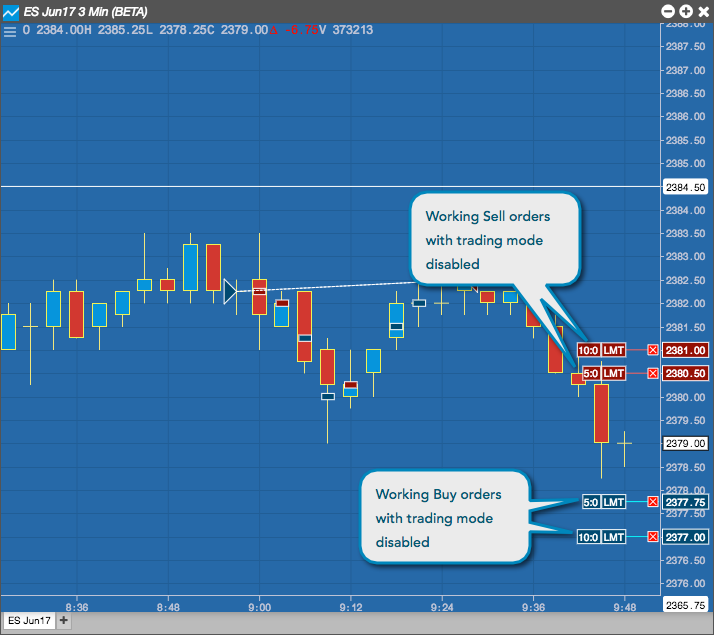 ES Jun17 3 Min (BETA)
O 2384.00H 2385.25L 2378.25C 2379.00Δ -6.75V 373213
2388.00
2387.50
2387.00
2386.50
2386.00
2385.50
2385.00
2384.50
2384.00
2383.50
2383.00
2382.50
2382.00
2381.50
Working Sell orders
with trading mode
disabled
10:0 LMT 2381.00
5:0 LMT 2380.50
2380.00
2379.50
2379.00
2378.50
2378.00
Working Buy orders
with trading mode
disabled
5:0 LMT 2377.75
2377.50
10:0 LMT 2377.00
2376.50
2376.00
2365.75
8:36 8:48 9:00 9:12 9:24 9:36 9:48
ES Jun17 +